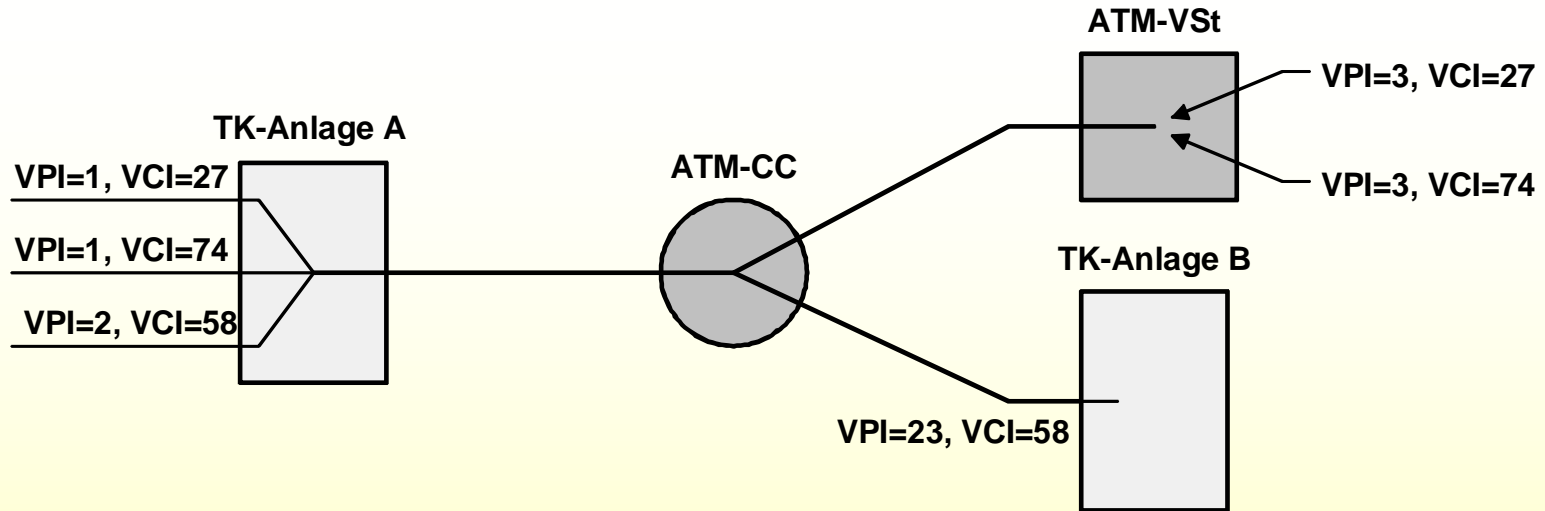 ATM-VSt
VPI=3, VCI=27
TK-Anlage A
ATM-CC
VPI=1, VCI=27
VPI=3, VCI=74
VPI=1, VCI=74
TK-Anlage B
VPI=2, VCI=58
VPI=23, VCI=58